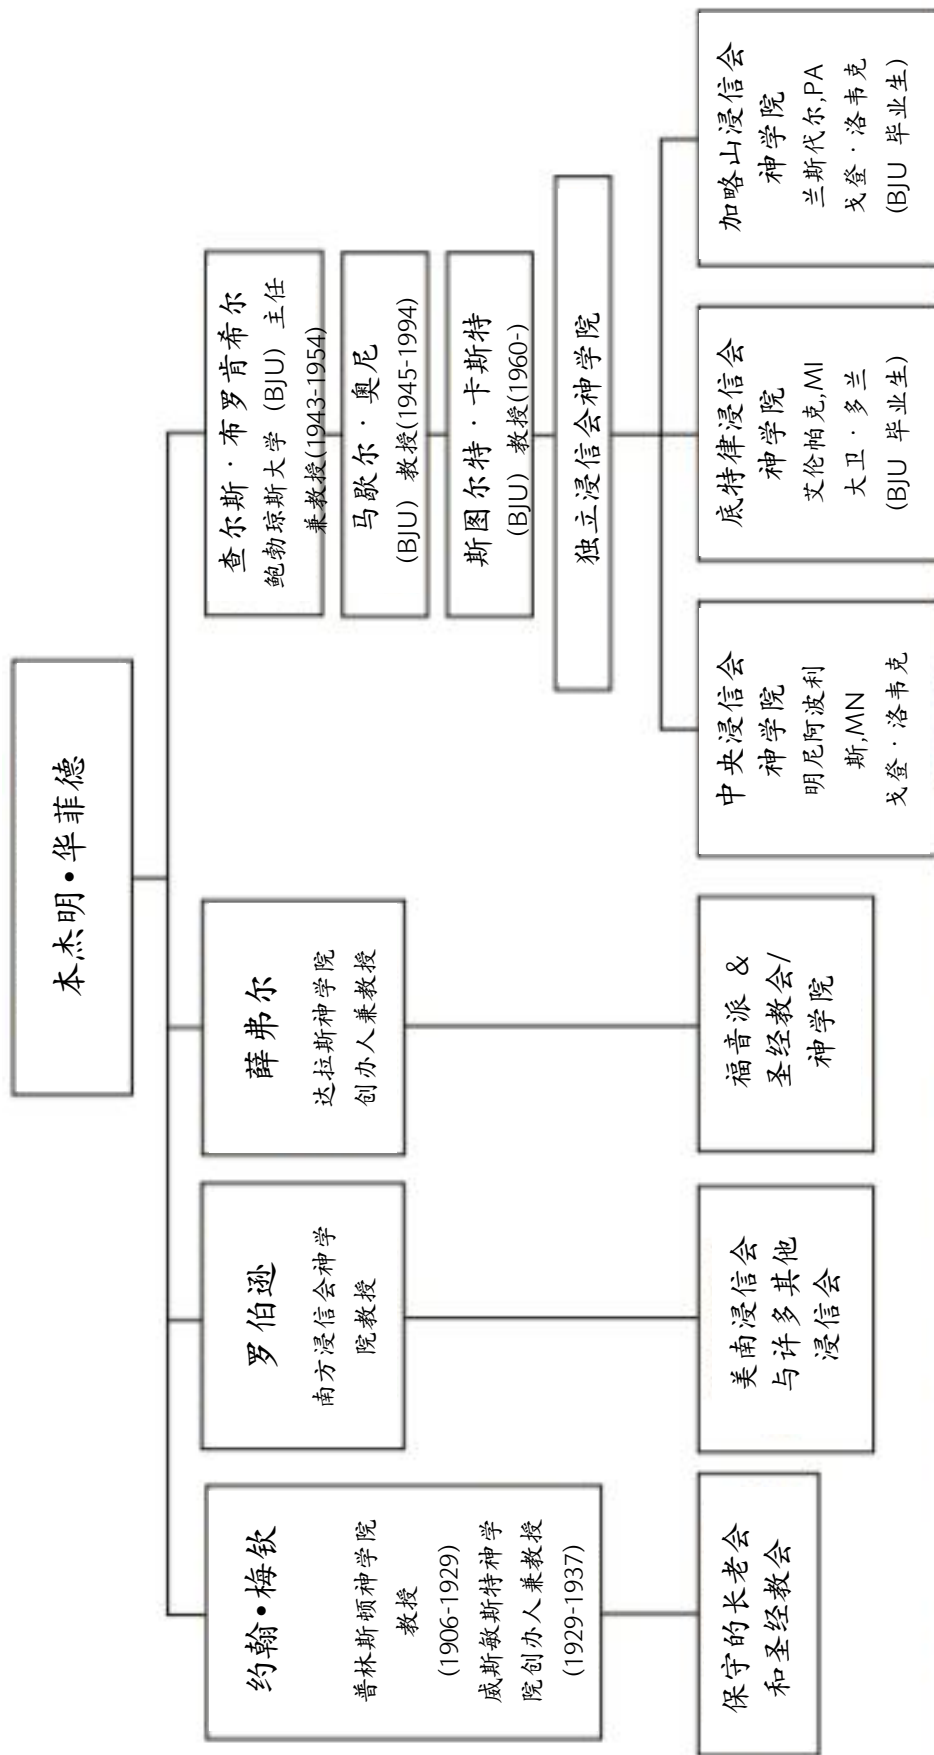 本杰明•华菲德
约翰•梅钦
普林斯顿神学院
教授
(1906-1929)
威斯敏斯特神学
院创办人兼教授
(1929-1937)
罗伯逊
南方浸信会神学
院教授
薛弗尔
达拉斯神学院
创办人兼教授
查尔斯·布罗肯希尔
鲍勃琼斯大学 (BJU) 主任
兼教授(1943-1954)
马歇尔·奥尼
(BJU) 教授(1945-1994)
斯图尔特·卡斯特
(BJU) 教授(1960-)
独立浸信会神学院
保守的长老会
和圣经教会
美南浸信会
与许多其他
浸信会
福音派 &
圣经教会/
神学院
中央浸信会
神学院
明尼阿波利
斯,MN
戈登·洛韦克
底特律浸信会
神学院
艾伦帕克,MI
大卫·多兰
(BJU 毕业生)
加略山浸信会
神学院
兰斯代尔,PA
戈登·洛韦克
(BJU 毕业生)